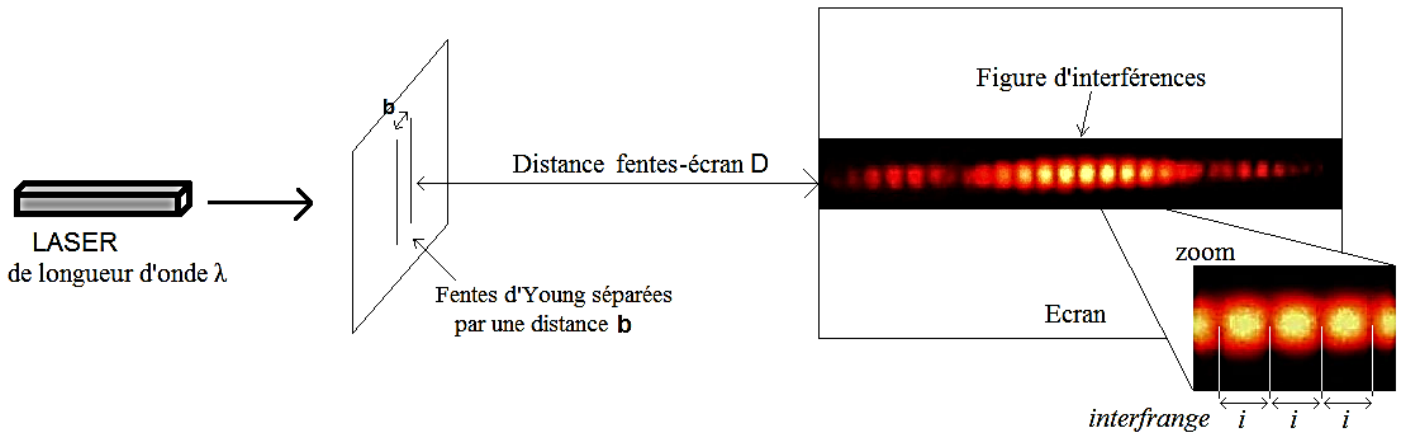 LASER
de longueur d'onde λ
b
Fentes d'Young séparées
par une distance b
Distance fentes-écran D
Figure d'interférences
Ecran
zoom
interfrange i i i